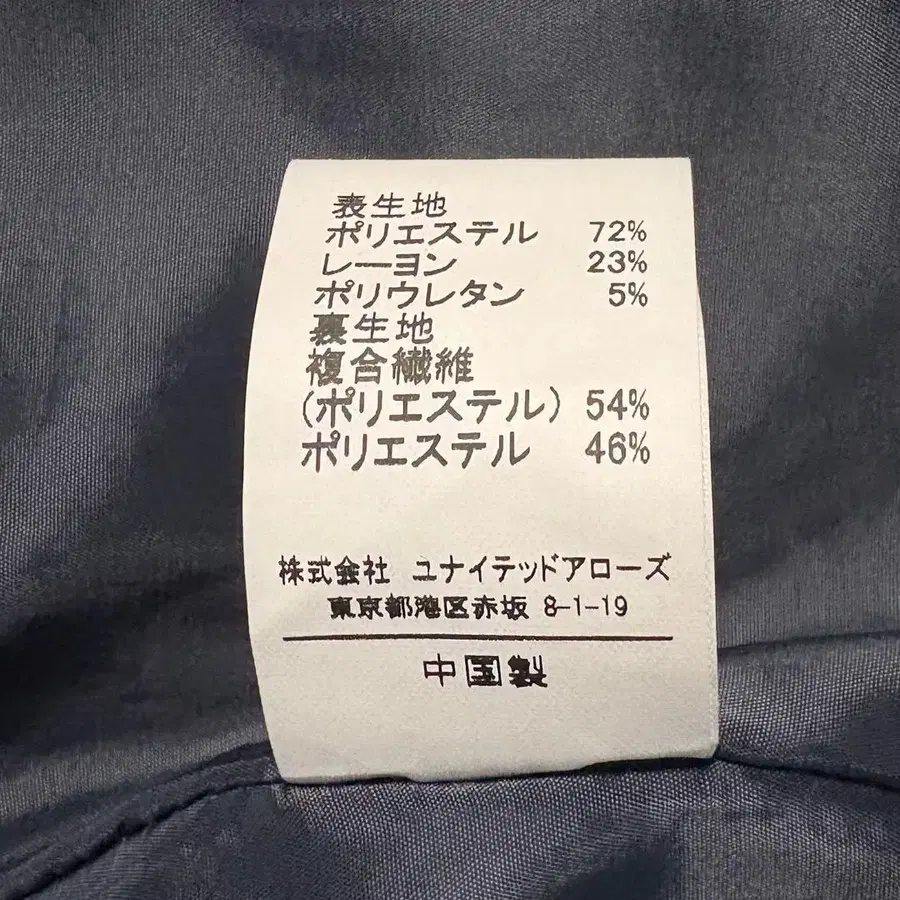 表生地
ポリエステル 72%
レーヨン 23%
ポリウレタン 5%
裏生地
複合繊維
(ポリエステル) 54%
ポリエステル 46%
株式会社 ユナイテッドアローズ
東京都港区赤坂 8-1-19
中国製